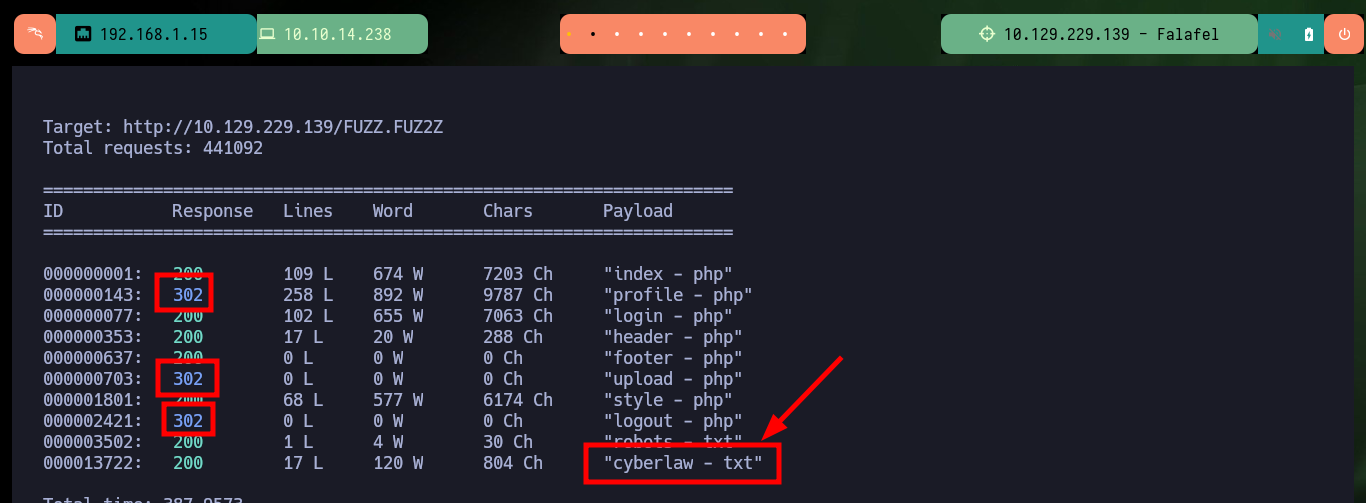 192.168.1.15 10.10.14.238 10.129.229.139 - Falafel
Target: http://10.129.229.139/FUZZ.FUZ2Z
Total requests: 441092
=====================================================================
ID Response Lines Word Chars Payload
=====================================================================
000000001: 200 109 L 674 W 7203 Ch "index - php"
000000143: 302 258 L 892 W 9787 Ch "profile - php"
000000077: 200 102 L 655 W 7063 Ch "login - php"
000000353: 200 17 L 20 W 288 Ch "header - php"
000000637: 200 0 L 0 W 0 Ch "footer - php"
000000703: 302 0 L 0 W 0 Ch "upload - php"
000001801: 200 68 L 577 W 6174 Ch "style - php"
000002421: 302 0 L 0 W 0 Ch "logout - php"
000003502: 200 1 L 4 W 30 Ch "robots - txt"
000013722: 200 17 L 120 W 804 Ch "cyberlaw - txt"
Total time: 387.9573